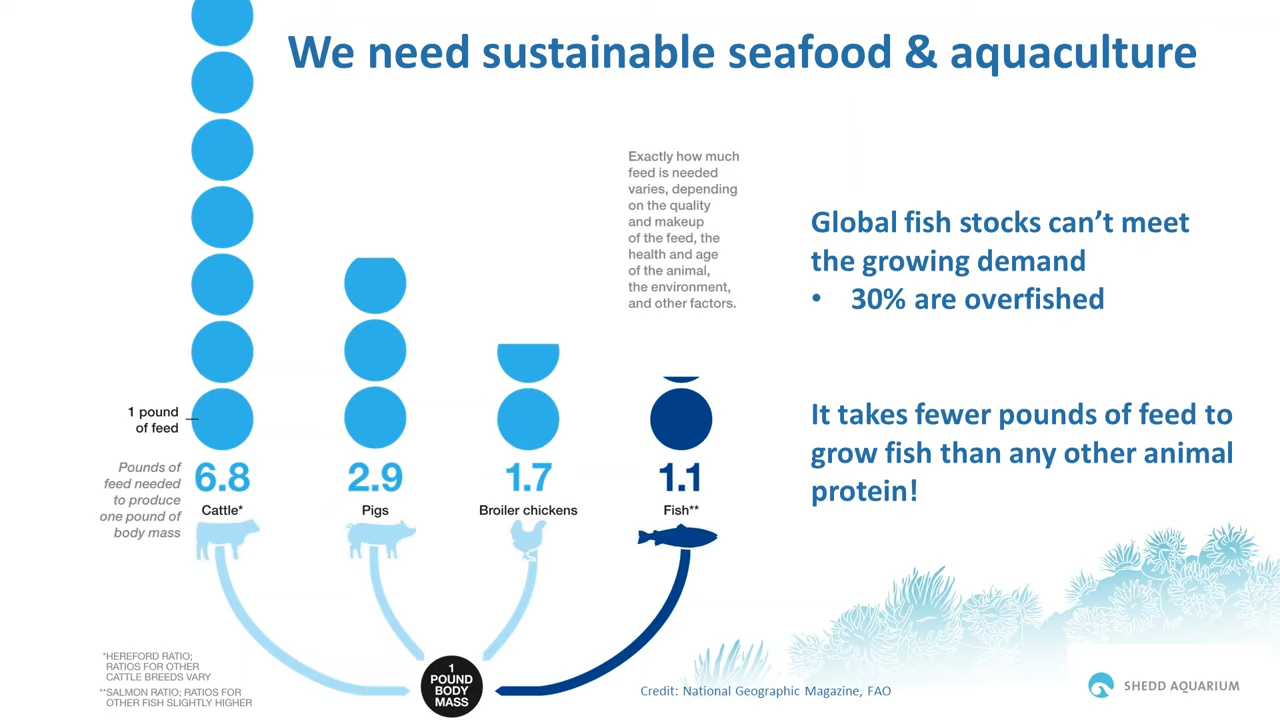 We need sustainable seafood & aquaculture
Exactly how much
feed is needed
varies, depending
on the quality
and makeup
of the feed, the
health and age
of the animal,
the environment,
and other factors.
Global fish stocks can’t meet
the growing demand
• 30% are overfished
It takes fewer pounds of feed to
grow fish than any other animal
protein!
1 pound
of feed
Pounds of
feed needed
to produce
one pound of
body mass
6.8
Cattle*
2.9
Pigs
1.7
Broiler chickens
1.1
Fish**
1
POUND
BODY
MASS
*HEREFORD RATIO;
RATIOS FOR OTHER
CATTLE BREEDS VARY
**SALMON RATIO; RATIOS FOR
OTHER FISH SLIGHTLY HIGHER
Credit: National Geographic Magazine, FAO
SHEDD AQUARIUM